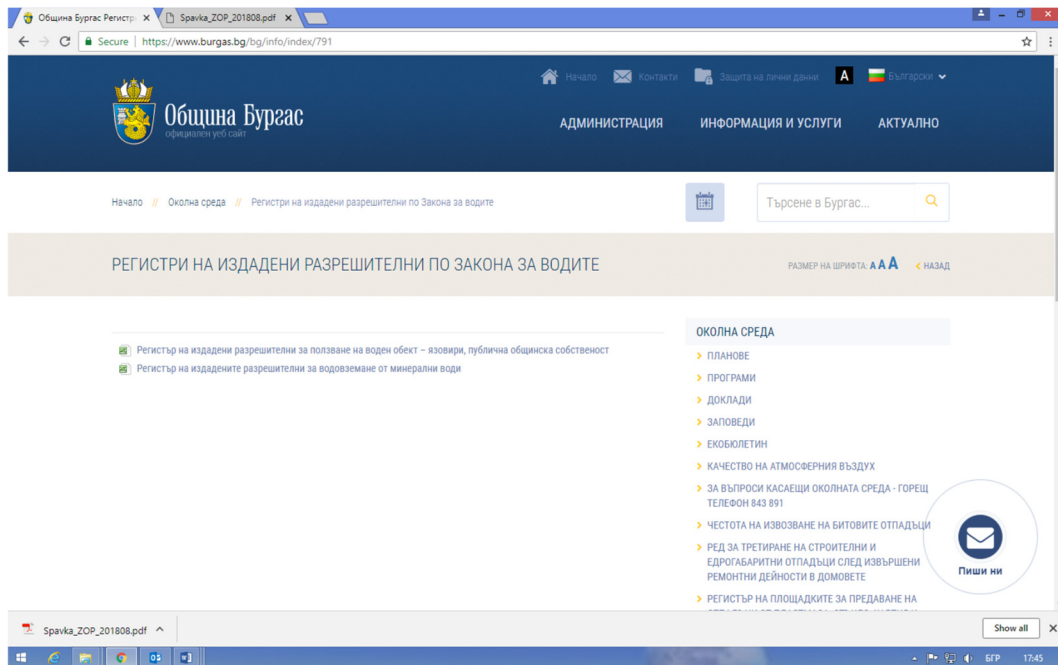 Община Бургас Регистр
Spavka_ZOP_201808.pdf
Secure | https://www.burgas.bg/bg/info/index/791
Начало
Контакти
Защита на лични данни
A
Български
Община Бургас
официален уеб сайт
АДМИНИСТРАЦИЯ
ИНФОРМАЦИЯ И УСЛУГИ
АКТУАЛНО
Начало // Околна среда // Регистри на издадени разрешителни по Закона за водите
Търсене в Бургас...
РЕГИСТРИ НА ИЗДАДЕНИ РАЗРЕШИТЕЛНИ ПО ЗАКОНА ЗА ВОДИТЕ
РАЗМЕР НА ШРИФТА: A A A
НАЗАД
Регистър на издадени разрешителни за ползване на воден обект – язовири, публична общинска собственост
Регистър на издадените разрешителни за водовземане от минерални води
ОКОЛНА СРЕДА
ПЛАНОВЕ
ПРОГРАМИ
ДОКЛАДИ
ЗАПОВЕДИ
ЕКОБЮЛЕТИН
КАЧЕСТВО НА АТМОСФЕРНИЯ ВЪЗДУХ
ЗА ВЪПРОСИ КАСАЕЩИ ОКОЛНАТА СРЕДА - ГОРЕЩ
ТЕЛЕФОН 843 891
ЧЕСТОТА НА ИЗВОЗВАНЕ НА БИТОВИТЕ ОТПАДЪЦИ
РЕД ЗА ТРЕТИРАНЕ НА СТРОИТЕЛНИ И
ЕДРОГАБАРИТНИ ОТПАДЪЦИ СЛЕД ИЗВЪРШЕНИ
РЕМОНТНИ ДЕЙНОСТИ В ДОМОВЕТЕ
РЕГИСТЪР НА ПЛОЩАДКИТЕ ЗА ПРЕДАВАНЕ НА
Пиши ни
Spavka_ZOP_201808.pdf
Show all
БГР
17:45